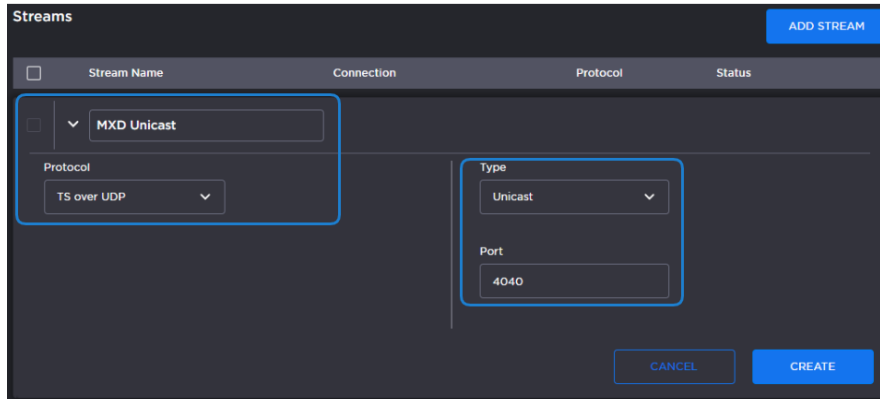 Streams
ADD STREAM
Stream Name
Connection
Protocol
Status
MXD Unicast
Protocol
TS over UDP
Type
Unicast
Port
4040
CANCEL
CREATE